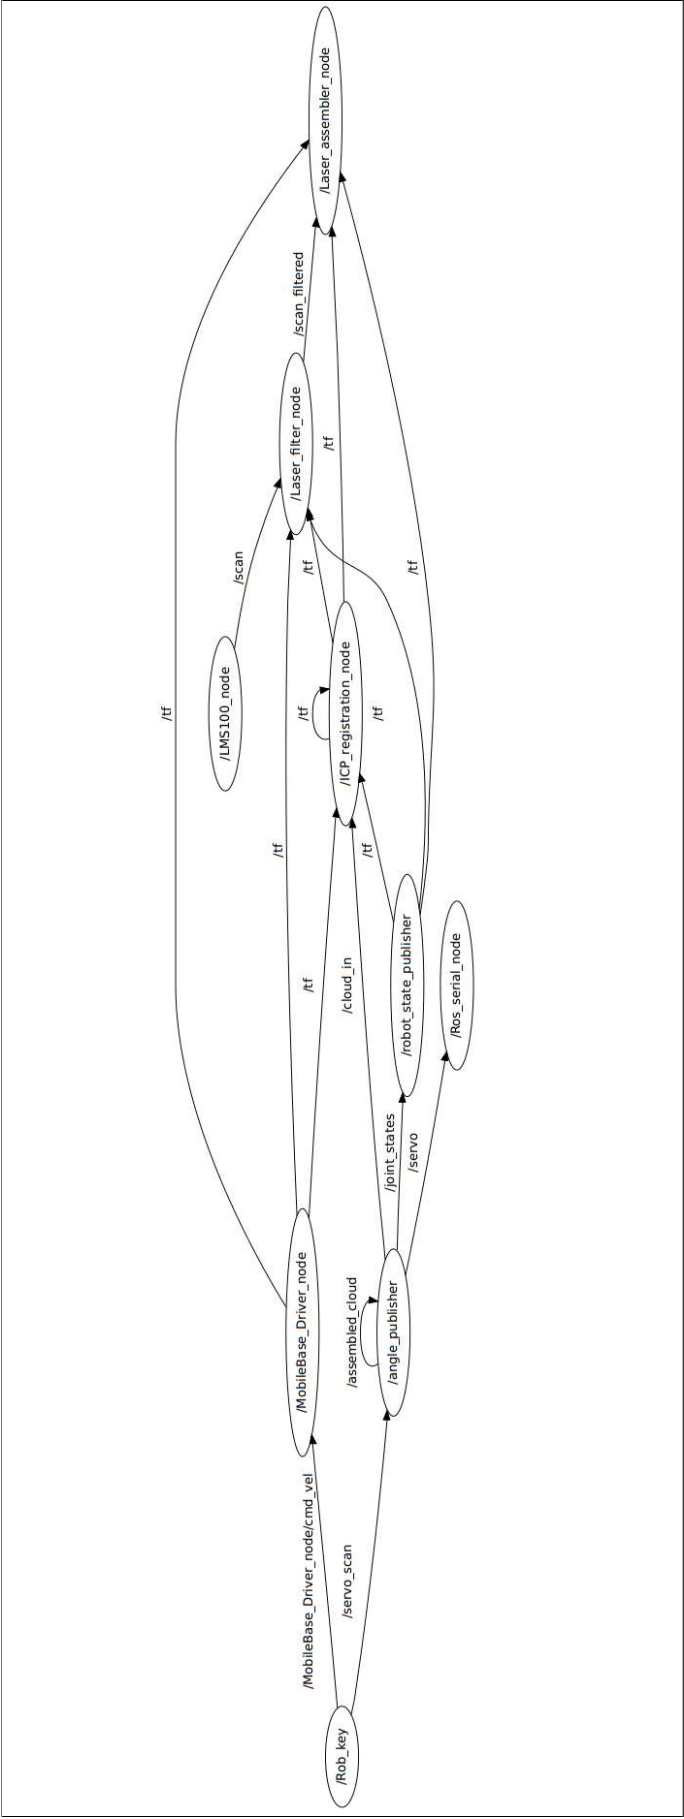 /Rob_key
/MobileBase_Driver_node/cmd_vel
/servo_scan
/MobileBase_Driver_node
/assembled_cloud
/angle_publisher
/joint_states
/servo
/tf
/tf
/tf
/cloud_in
/robot_state_publisher
/Ros_serial_node
/tf
/LMS100_node
/tf
/ICP_registration_node
/tf
/scan
/tf
/tf
/Laser_filter_node
/tf
/scan_filtered
/Laser_assembler_node